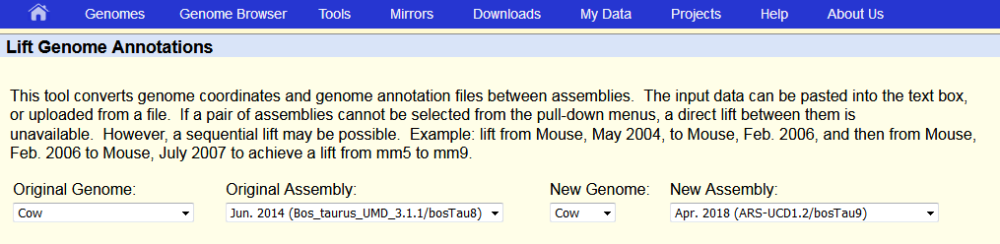 Genomes Genome Browser Tools Mirrors Downloads My Data Projects Help About Us
Lift Genome Annotations
This tool converts genome coordinates and genome annotation files between assemblies.  The input data can be pasted into the text box,
or uploaded from a file.  If a pair of assemblies cannot be selected from the pull-down menus, a direct lift between them is
unavailable.  However, a sequential lift may be possible.  Example: lift from Mouse, May 2004, to Mouse, Feb. 2006, and then from Mouse,
Feb. 2006 to Mouse, July 2007 to achieve a lift from mm5 to mm9.
Original Genome: Original Assembly: New Genome: New Assembly:
Cow Jun. 2014 (Bos_taurus_UMD_3.1.1/bosTau8) Cow Apr. 2018 (ARS-UCD1.2/bosTau9)